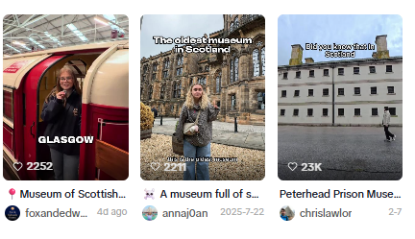 GLASGOW
2252
📍 Museum of Scottish...
foxandedw...
4d ago
The oldest museum
in Scotland
2211
☠️ A museum full of s...
annaj0an
2025-7-22
Did you know that in
Scotland
23K
Peterhead Prison Muse...
chrislawlor
2-7